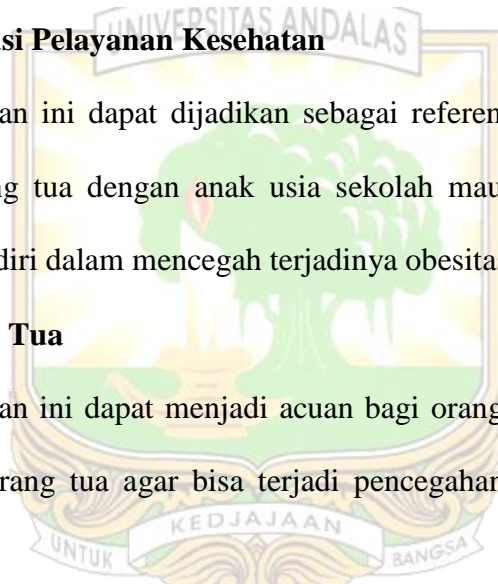 UNIVERSITAS ANDALAS
si Pelayanan Kesehatan
an ini dapat dijadikan sebagai referen
g tua dengan anak usia sekolah mau
diri dalam mencegah terjadinya obesitas
Tua
an ini dapat menjadi acuan bagi orang
rang tua agar bisa terjadi pencegahan
KEDJAJAAN
UNTUK
BANGSA